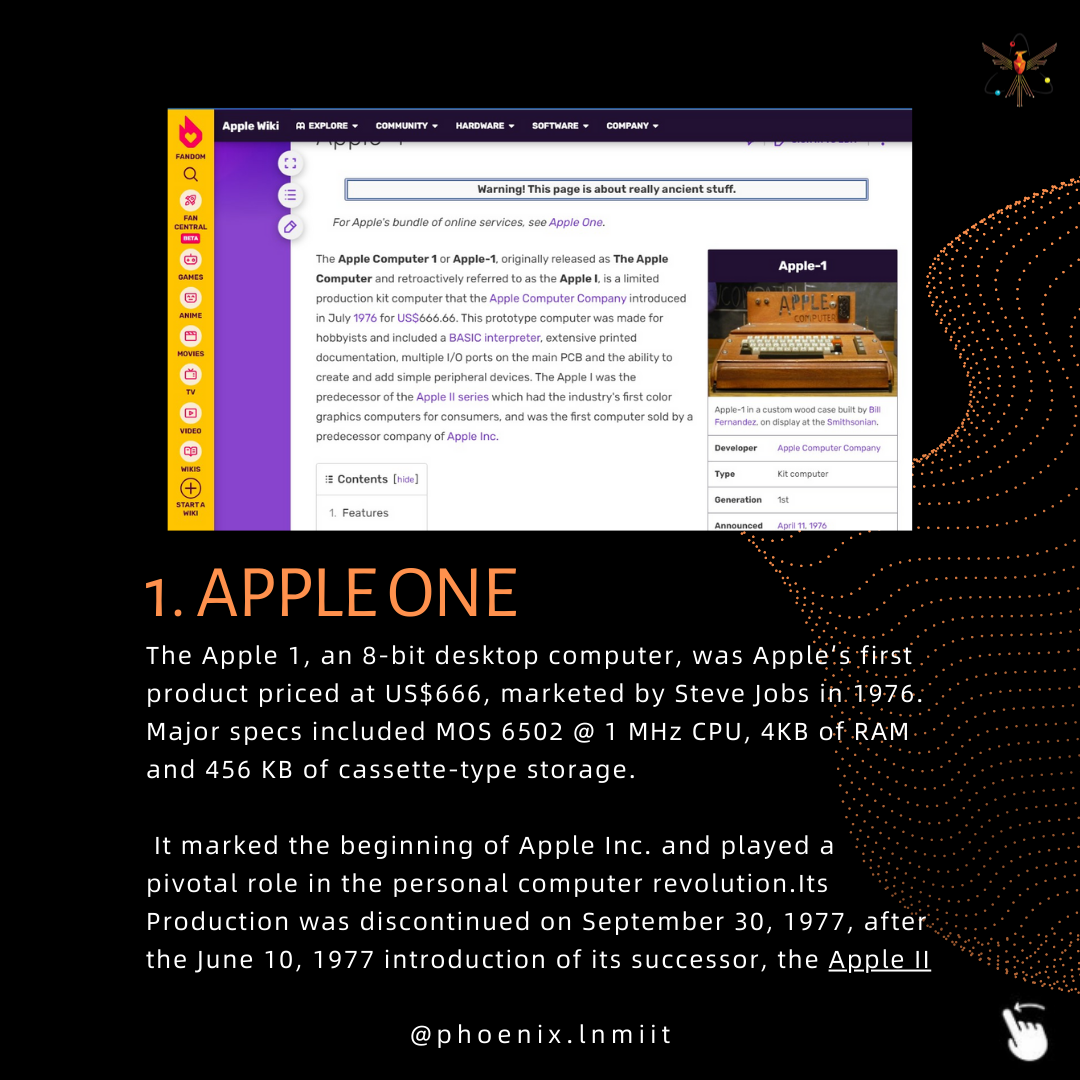 FANDOM
FAN
CENTRAL
BETA
GAMES
ANIME
MOVIES
TV
VIDEO
WIKIS
START A
WIKI
Apple Wiki EXPLORE COMMUNITY HARDWARE SOFTWARE COMPANY
Warning! This page is about really ancient stuff.
For Apple's bundle of online services, see Apple One.
The Apple Computer 1 or Apple-1, originally released as The Apple
Computer and retroactively referred to as the Apple I, is a limited
production kit computer that the Apple Computer Company introduced
in July 1976 for US$666.66. This prototype computer was made for
hobbyists and included a BASIC interpreter, extensive printed
documentation, multiple I/O ports on the main PCB and the ability to
create and add simple peripheral devices. The Apple I was the
predecessor of the Apple II series which had the industry's first color
graphics computers for consumers, and was the first computer sold by a
predecessor company of Apple Inc.
Contents [hide]
1. Features
Apple-1
APPLE
COMPUTER
Apple-1 in a custom wood case built by Bill
Fernandez, on display at the Smithsonian.
Developer Apple Computer Company
Type Kit computer
Generation 1st
Announced April 11, 1976
1. APPLE ONE
The Apple 1, an 8-bit desktop computer, was Apple's first
product priced at US$666, marketed by Steve Jobs in 1976.
Major specs included MOS 6502 @ 1 MHz CPU, 4KB of RAM
and 456 KB of cassette-type storage.
It marked the beginning of Apple Inc. and played a
pivotal role in the personal computer revolution.Its
Production was discontinued on September 30, 1977, after
the June 10, 1977 introduction of its successor, the Apple II
@phoenix.lnmiit